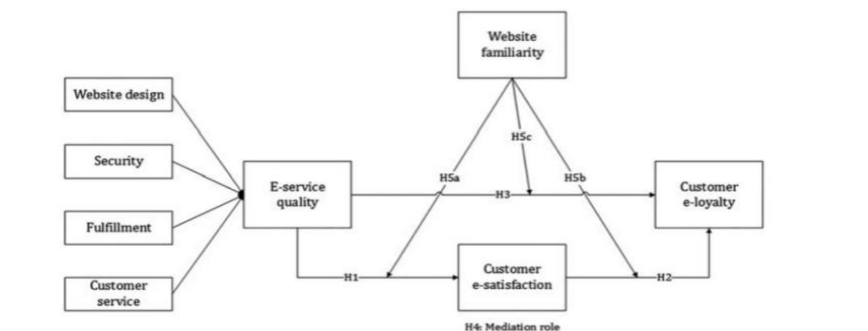 Website
familiarity
Website design
H5c
Security
H5a
H5b
E-service
quality
H3
Customer
e-loyalty
Fulfillment
Customer
service
H1
Customer
e-satisfaction
H2
H4: Mediation role